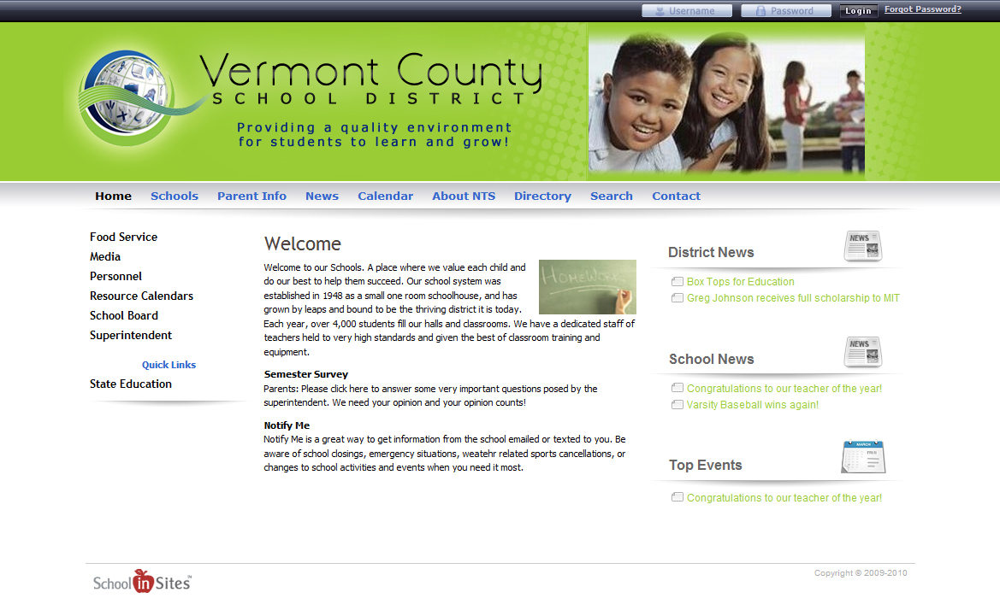 Username
Password
Login
Forgot Password?
Vermont County
SCHOOL DISTRICT
Providing a quality environment
for students to learn and grow!
Home
Schools
Parent Info
News
Calendar
About NTS
Directory
Search
Contact
Food Service
Media
Personnel
Resource Calendars
School Board
Superintendent
Quick Links
State Education
Welcome
Welcome to our Schools. A place where we value each child and
do our best to help them succeed. Our school system was
established in 1948 as a small one room schoolhouse, and has
grown by leaps and bound to be the thriving district it is today.
Each year, over 4,000 students fill our halls and classrooms. We have a dedicated staff of
teachers held to very high standards and given the best of classroom training and
equipment.
HOMEWORK
Semester Survey
Parents: Please click here to answer some very important questions posed by the
superintendent. We need your opinion and your opinion counts!
Notify Me
Notify Me is a great way to get information from the school emailed or texted to you. Be
aware of school closings, emergency situations, weatehr related sports cancellations, or
changes to school activities and events when you need it most.
District News
NEWS
Box Tops for Education
Greg Johnson receives full scholarship to MIT
School News
NEWS
Congratulations to our teacher of the year!
Varsity Baseball wins again!
Top Events
MARCH
FRI 8
Congratulations to our teacher of the year!
School in Sites™
Copyright © 2009-2010